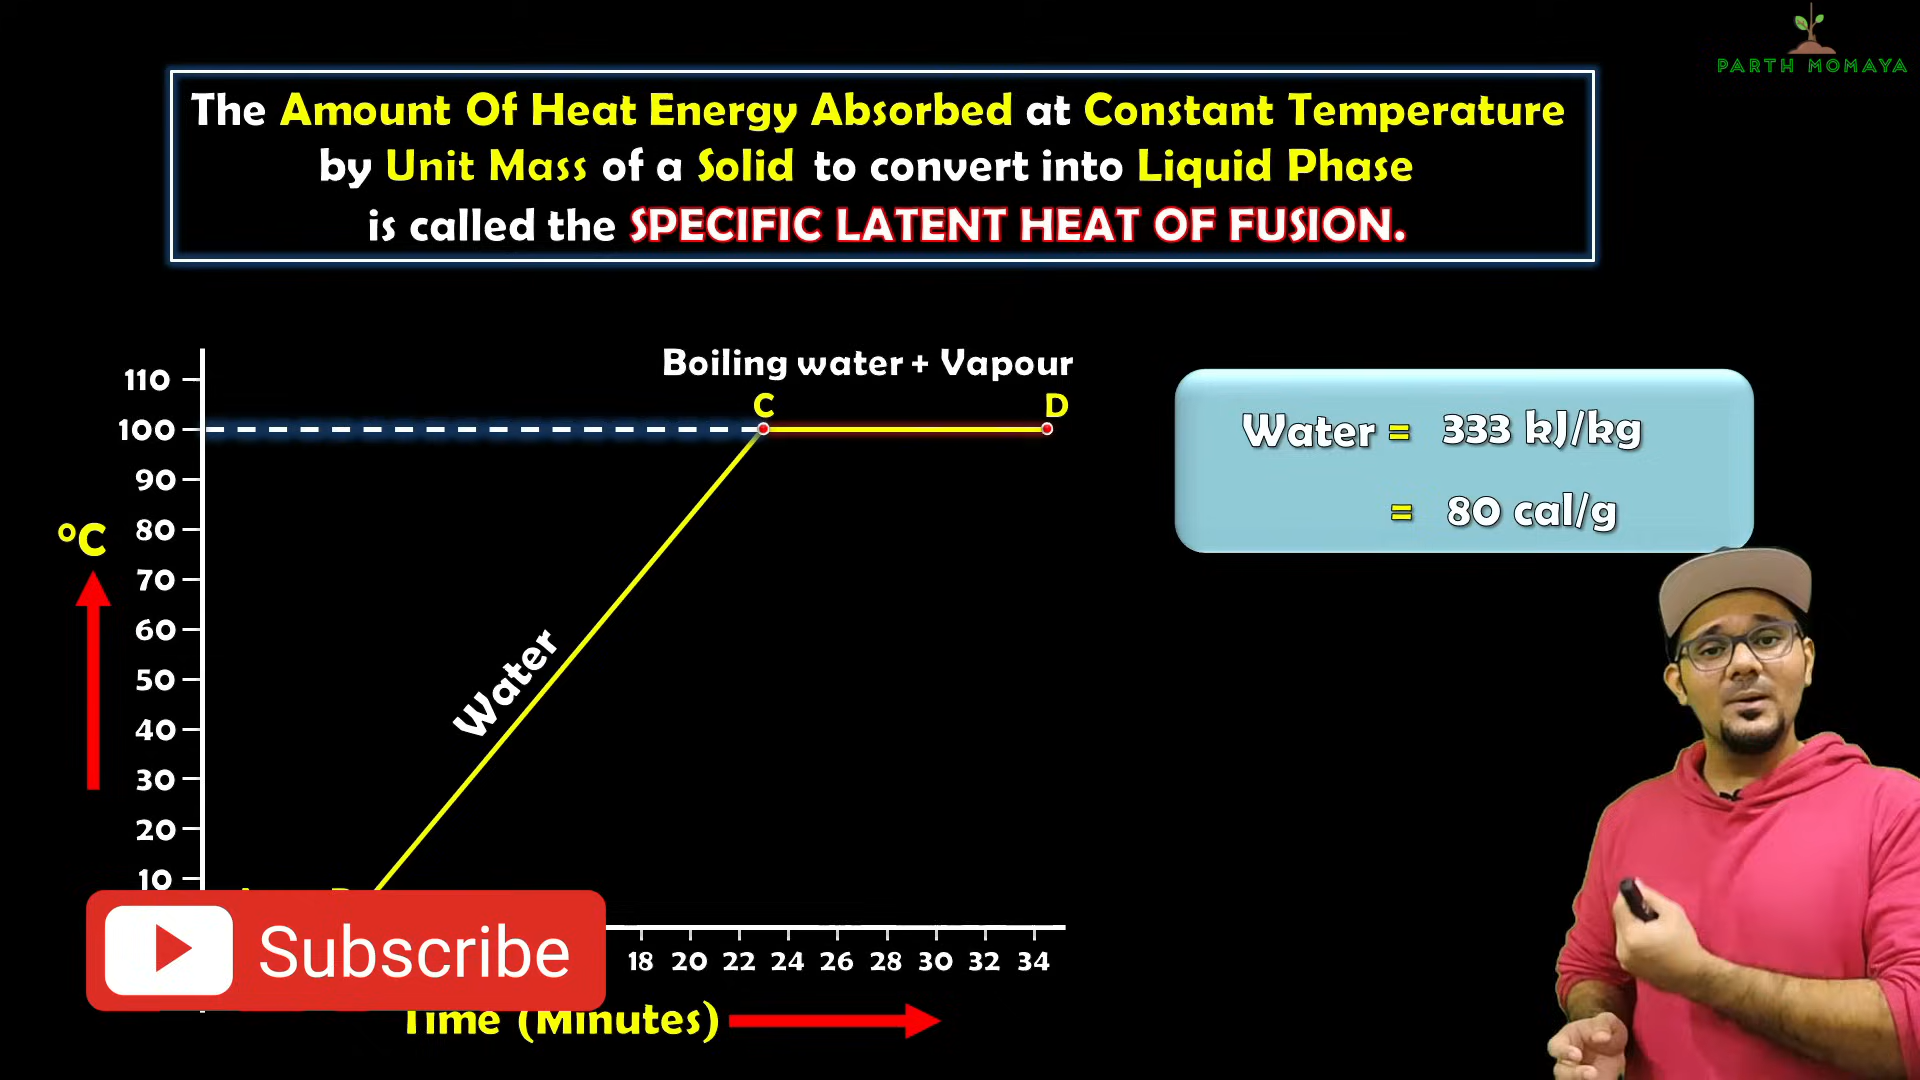 PARTH MOMAYA
The Amount Of Heat Energy Absorbed at Constant Temperature
by Unit Mass of a Solid to convert into Liquid Phase
is called the SPECIFIC LATENT HEAT OF FUSION.
Boiling water + Vapour
C D
110
100
90
80
70
60
50
40
30
20
10
°C
Water
Water = 333 kJ/kg
= 80 cal/g
Subscribe
18 20 22 24 26 28 30 32 34
Time (Minutes)